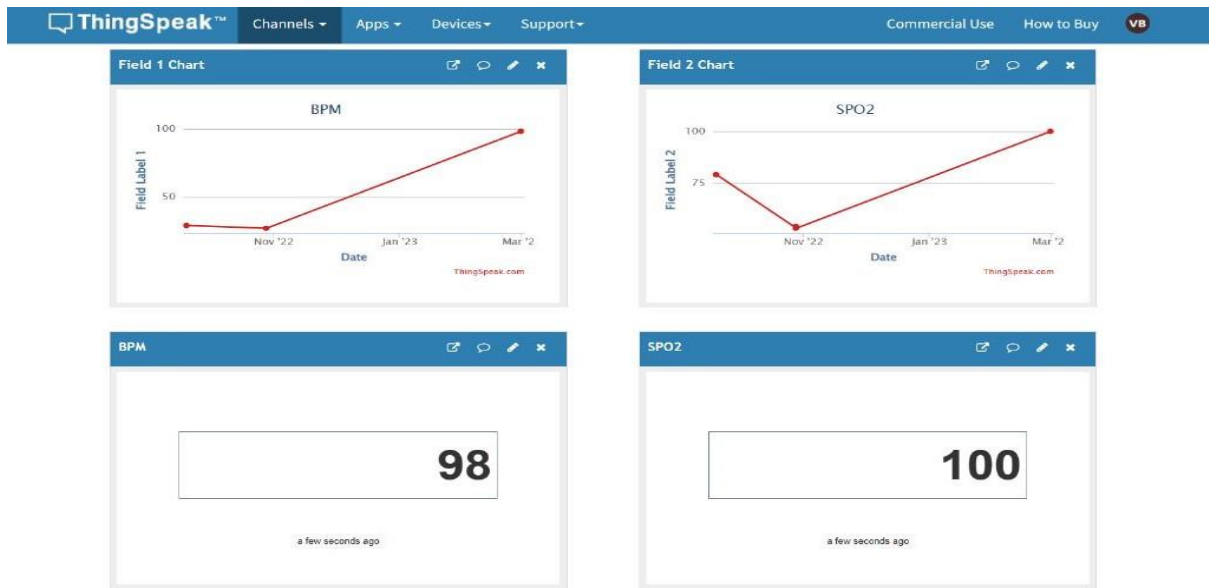 ThingSpeak™ Channels Apps Devices Support Commercial Use How to Buy VB
Field 1 Chart
BPM
100
50
Field Label 1
Nov '22 Jan '23 Mar '2
Date
ThingSpeak.com
Field 2 Chart
SPO2
100
75
Field Label 2
Nov '22 Jan '23 Mar '2
Date
ThingSpeak.com
BPM
98
a few seconds ago
SPO2
100
a few seconds ago